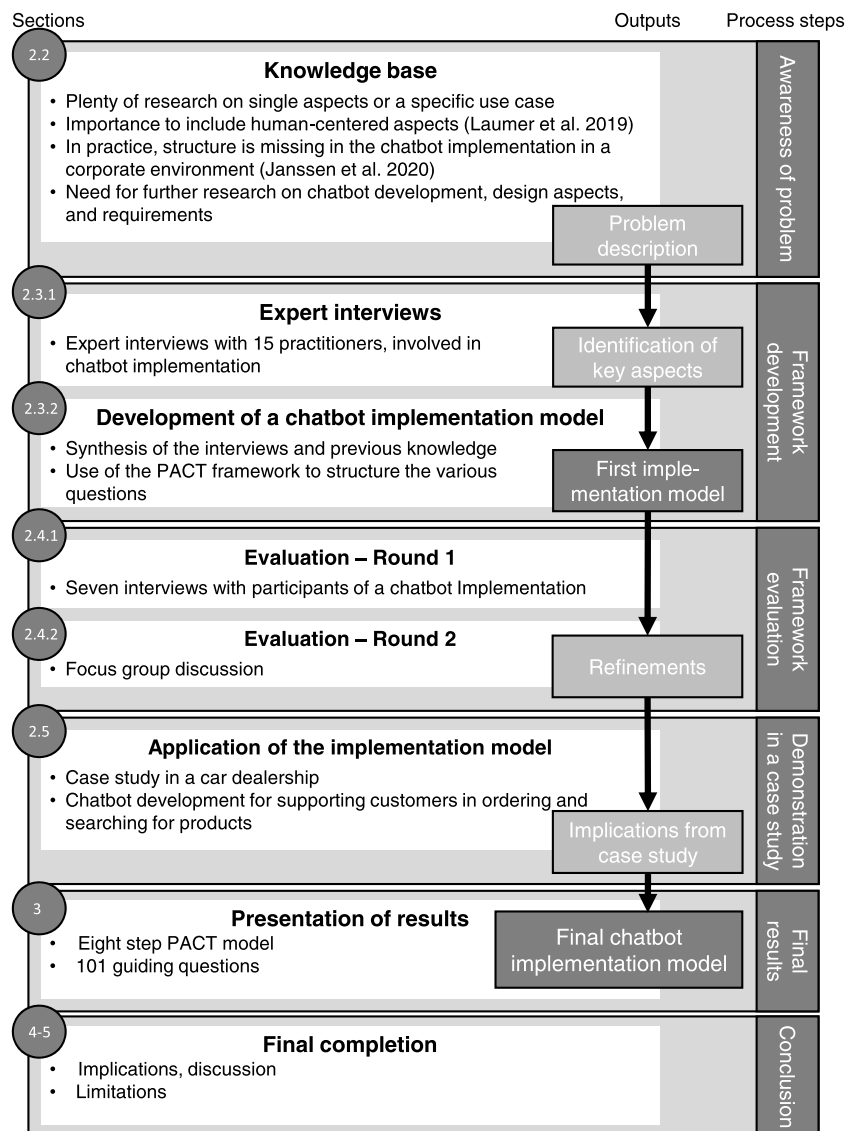 Sections
Outputs
Process steps
2.2
Knowledge base
• Plenty of research on single aspects or a specific use case
• Importance to include human-centered aspects (Laumer et al. 2019)
• In practice, structure is missing in the chatbot implementation in a
corporate environment (Janssen et al. 2020)
• Need for further research on chatbot development, design aspects,
and requirements
Problem
description
Awareness of problem
2.3.1
Expert interviews
• Expert interviews with 15 practitioners, involved in
chatbot implementation
Identification of
key aspects
2.3.2
Development of a chatbot implementation model
• Synthesis of the interviews and previous knowledge
• Use of the PACT framework to structure the various
questions
First imple-
mentation model
Framework
development
2.4.1
Evaluation – Round 1
• Seven interviews with participants of a chatbot Implementation
2.4.2
Evaluation – Round 2
• Focus group discussion
Refinements
Framework
evaluation
2.5
Application of the implementation model
• Case study in a car dealership
• Chatbot development for supporting customers in ordering and
searching for products
Implications from
case study
Demonstration
in a case study
3
Presentation of results
• Eight step PACT model
• 101 guiding questions
Final chatbot
implementation model
Final
results
4-5
Final completion
• Implications, discussion
• Limitations
Conclusion